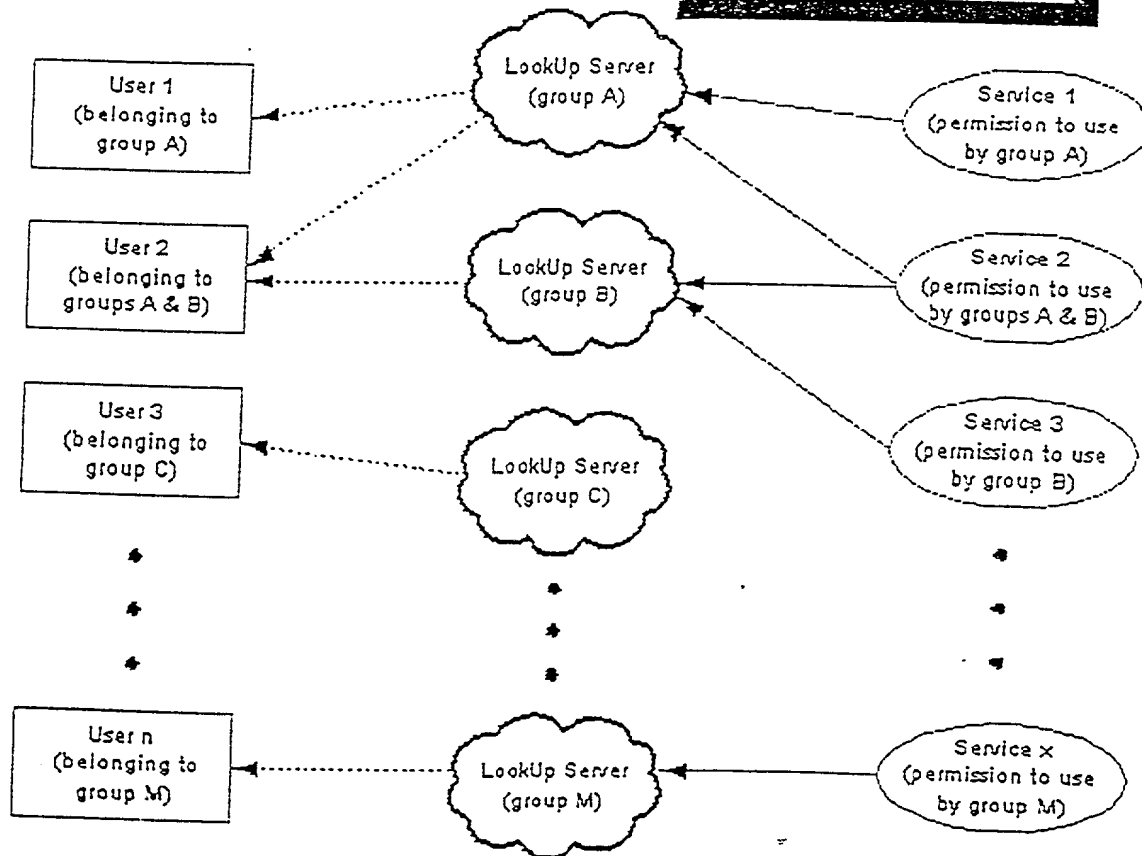 User 1
(belonging to
group A)
LookUp Server
(group A)
Service 1
(permission to use
by group A)
User 2
(belonging to
groups A & B)
LookUp Server
(group B)
Service 2
(permission to use
by groups A & B)
User 3
(belonging to
group C)
LookUp Server
(group C)
Service 3
(permission to use
by group B)
User n
(belonging to
group M)
LookUp Server
(group M)
Service x
(permission to use
by group M)